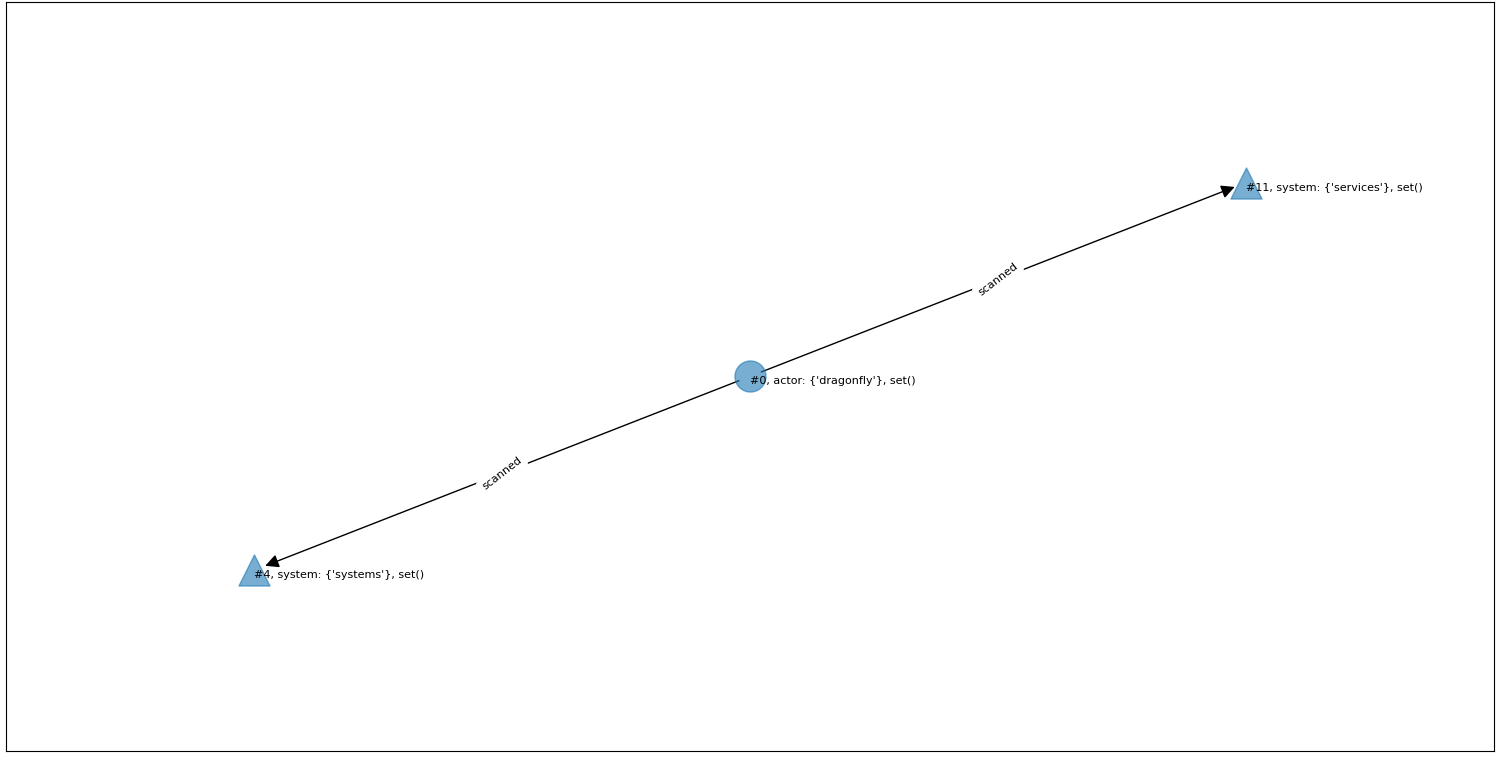 #11, system: {'services'}, set()
scanned
#0, actor: {'dragonfly'}, set()
scanned
#4, system: {'systems'}, set()